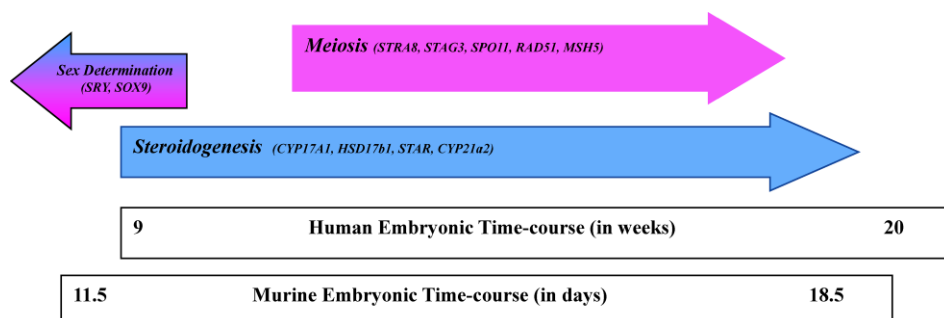 Meiosis (STRA8, STAG3, SPO11, RAD51, MSH5)
Sex Determination
(SRY, SOX9)
Steroidogenesis (CYP17A1, HSD17b1, STAR, CYP21a2)
9 Human Embryonic Time-course (in weeks) 20
11.5 Murine Embryonic Time-course (in days) 18.5